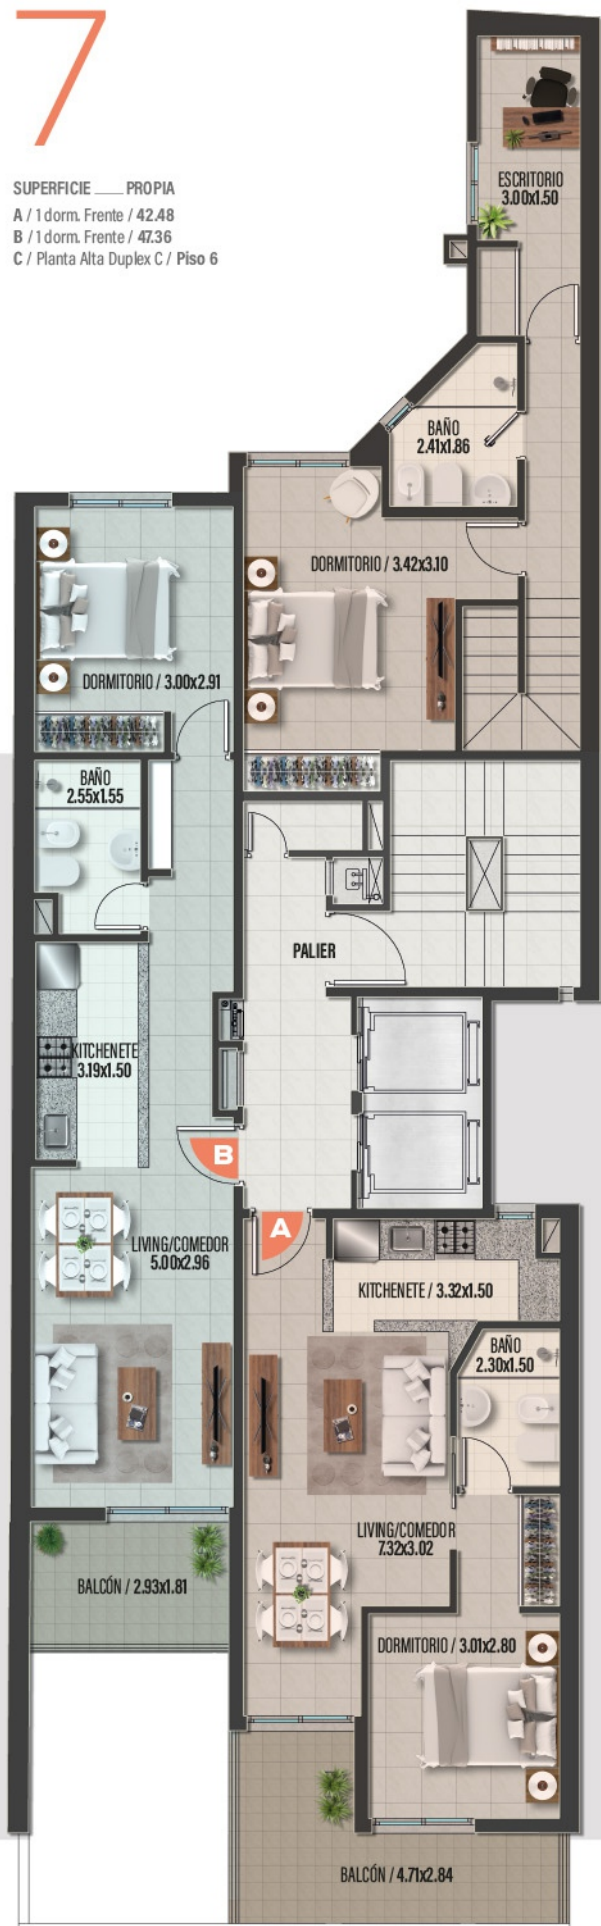 7
SUPERFICIE ___ PROPIA
A / 1 dorm. Frente / 42.48
B / 1 dorm. Frente / 47.36
C / Planta Alta Duplex C / Piso 6
ESCRITORIO
3.00x1.50
BAÑO
2.41x1.86
DORMITORIO / 3.42x3.10
DORMITORIO / 3.00x2.91
BAÑO
2.55x1.55
PALIER
KITCHENETE
3.19x1.50
B
A
LIVING/COMEDOR
5.00x2.96
KITCHENETE / 3.32x1.50
BAÑO
2.30x1.50
LIVING/COMEDOR
7.32x3.02
BALCÓN / 2.93x1.81
DORMITORIO / 3.01x2.80
BALCÓN / 4.71x2.84